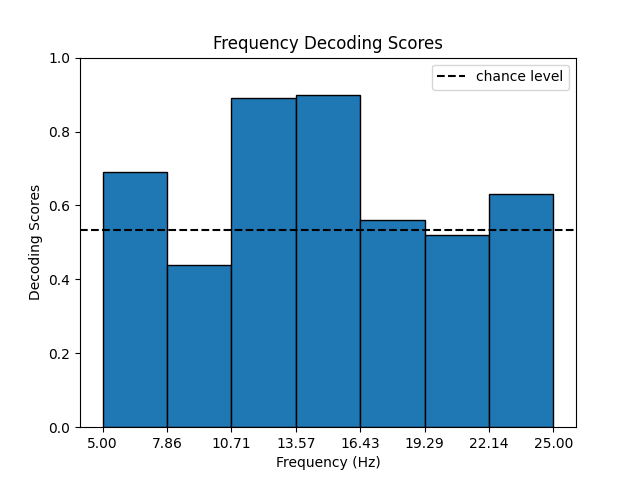 Frequency Decoding Scores
chance level
Decoding Scores
1.0
0.8
0.6
0.4
0.2
0.0
5.00 7.86 10.71 13.57 16.43 19.29 22.14 25.00
Frequency (Hz)